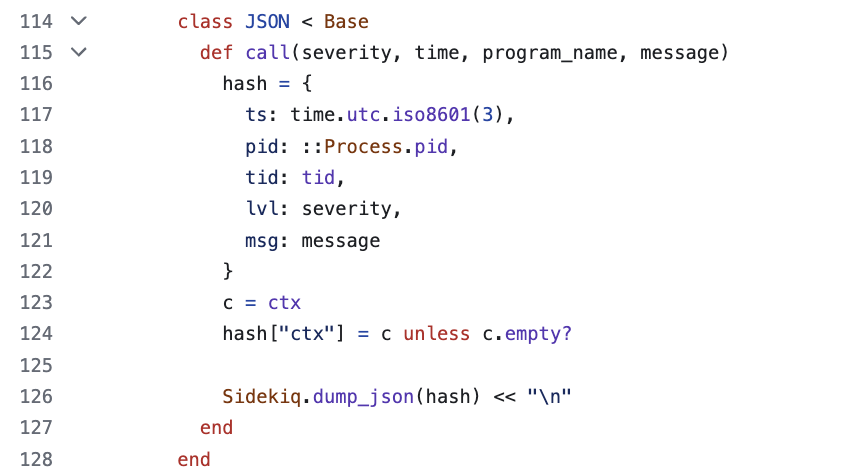 114 class JSON < Base
115 def call(severity, time, program_name, message)
116 hash = {
117 ts: time.utc.iso8601(3),
118 pid: ::Process.pid,
119 tid: tid,
120 lvl: severity,
121 msg: message
122 }
123 c = ctx
124 hash["ctx"] = c unless c.empty?
125
126 Sidekiq.dump_json(hash) << "\n"
127 end
128 end